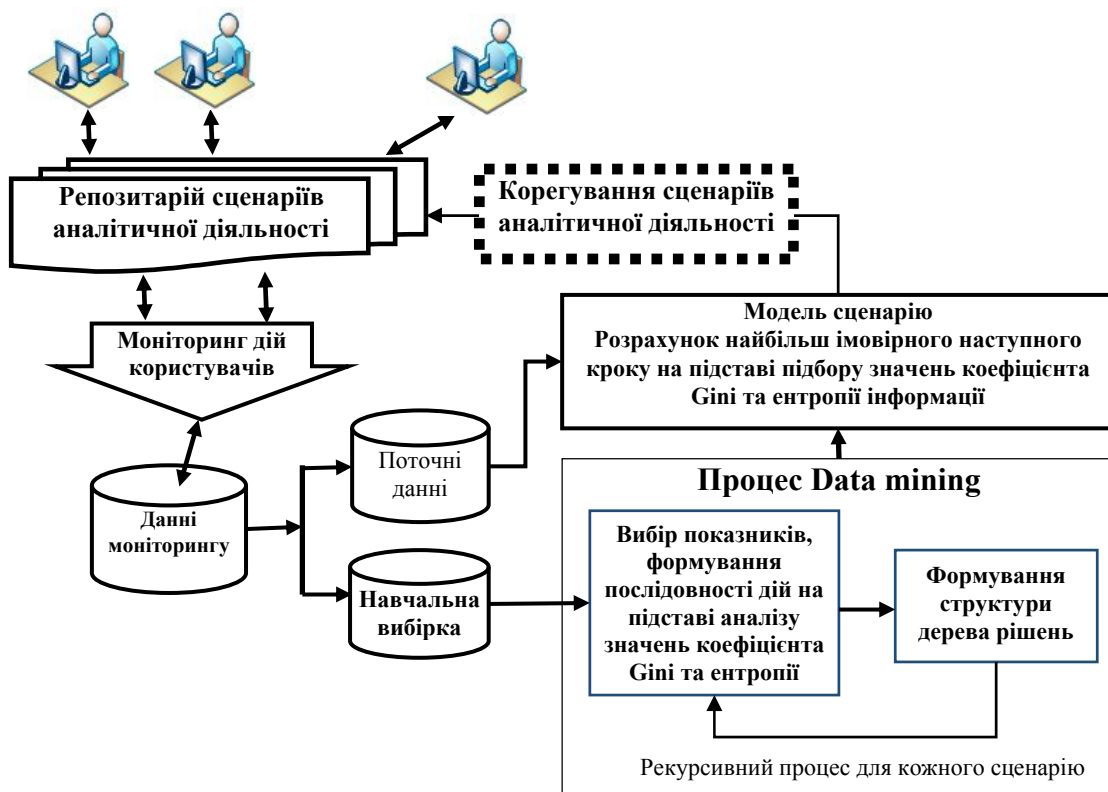 Репозитарій сценаріїв
аналітичної діяльності
Корегування сценаріїв
аналітичної діяльності
Моніторинг дій
користувачів
Модель сценарію
Розрахунок найбільш імовірного наступного
кроку на підставі підбору значень коефіцієнта
Gini та ентропії інформації
Данні
моніторингу
Поточні
данні
Навчальна
вибірка
Процес Data mining
Вибір показників,
формування
послідовності дій на
підставі аналізу
значень коефіцієнта
Gini та ентропії
Формування
структури
дерева рішень
Рекурсивний процес для кожного сценарію